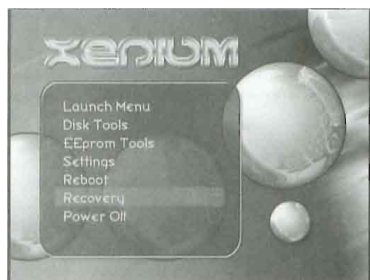 XENIUM
Launch Menu
Disk Tools
EEprom Tools
Settings
Reboot
Recovery
Power Off